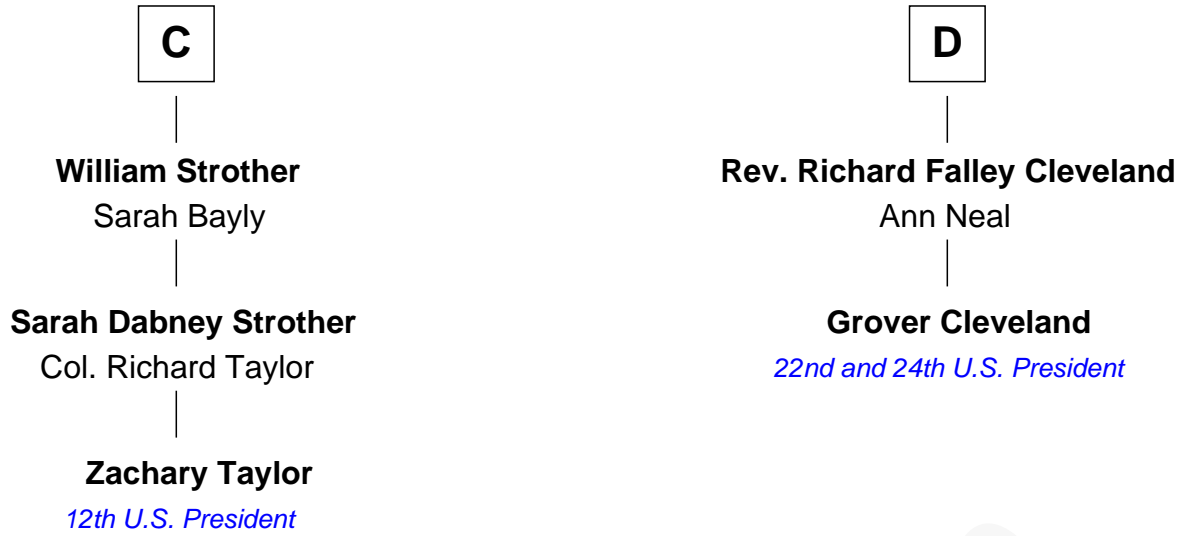 C
William Strother
Sarah Bayly
Sarah Dabney Strother
Col. Richard Taylor
Zachary Taylor
12th U.S. President
D
Rev. Richard Falley Cleveland
Ann Neal
Grover Cleveland
22nd and 24th U.S. President